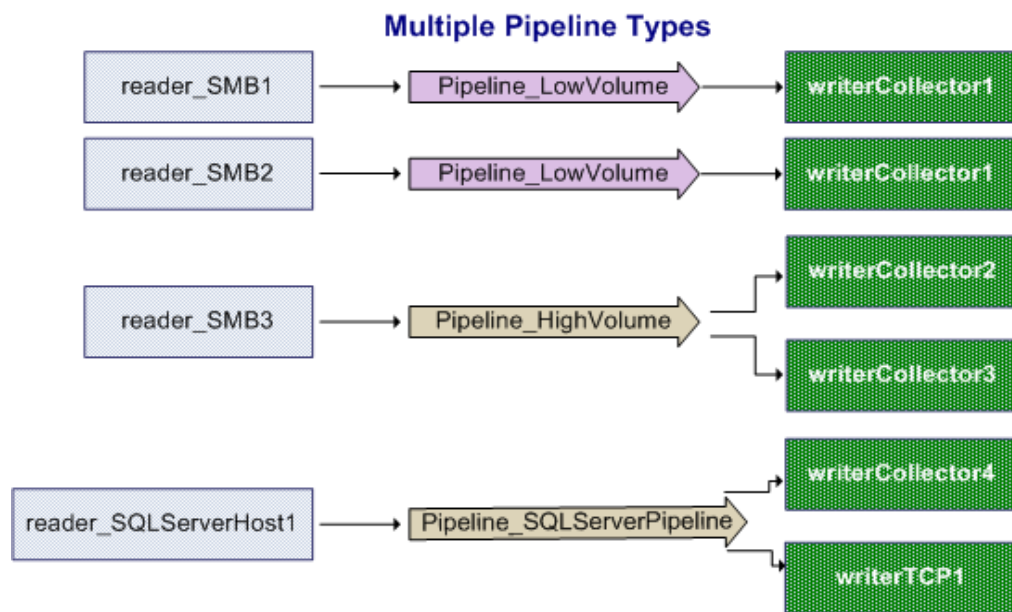 Multiple Pipeline Types
reader_SMB1
Pipeline_LowVolume
writerCollector1
reader_SMB2
Pipeline_LowVolume
writerCollector1
writerCollector2
reader_SMB3
Pipeline_HighVolume
writerCollector3
writerCollector4
reader_SQLServerHost1
Pipeline_SQLServerPipeline
writerTCP1